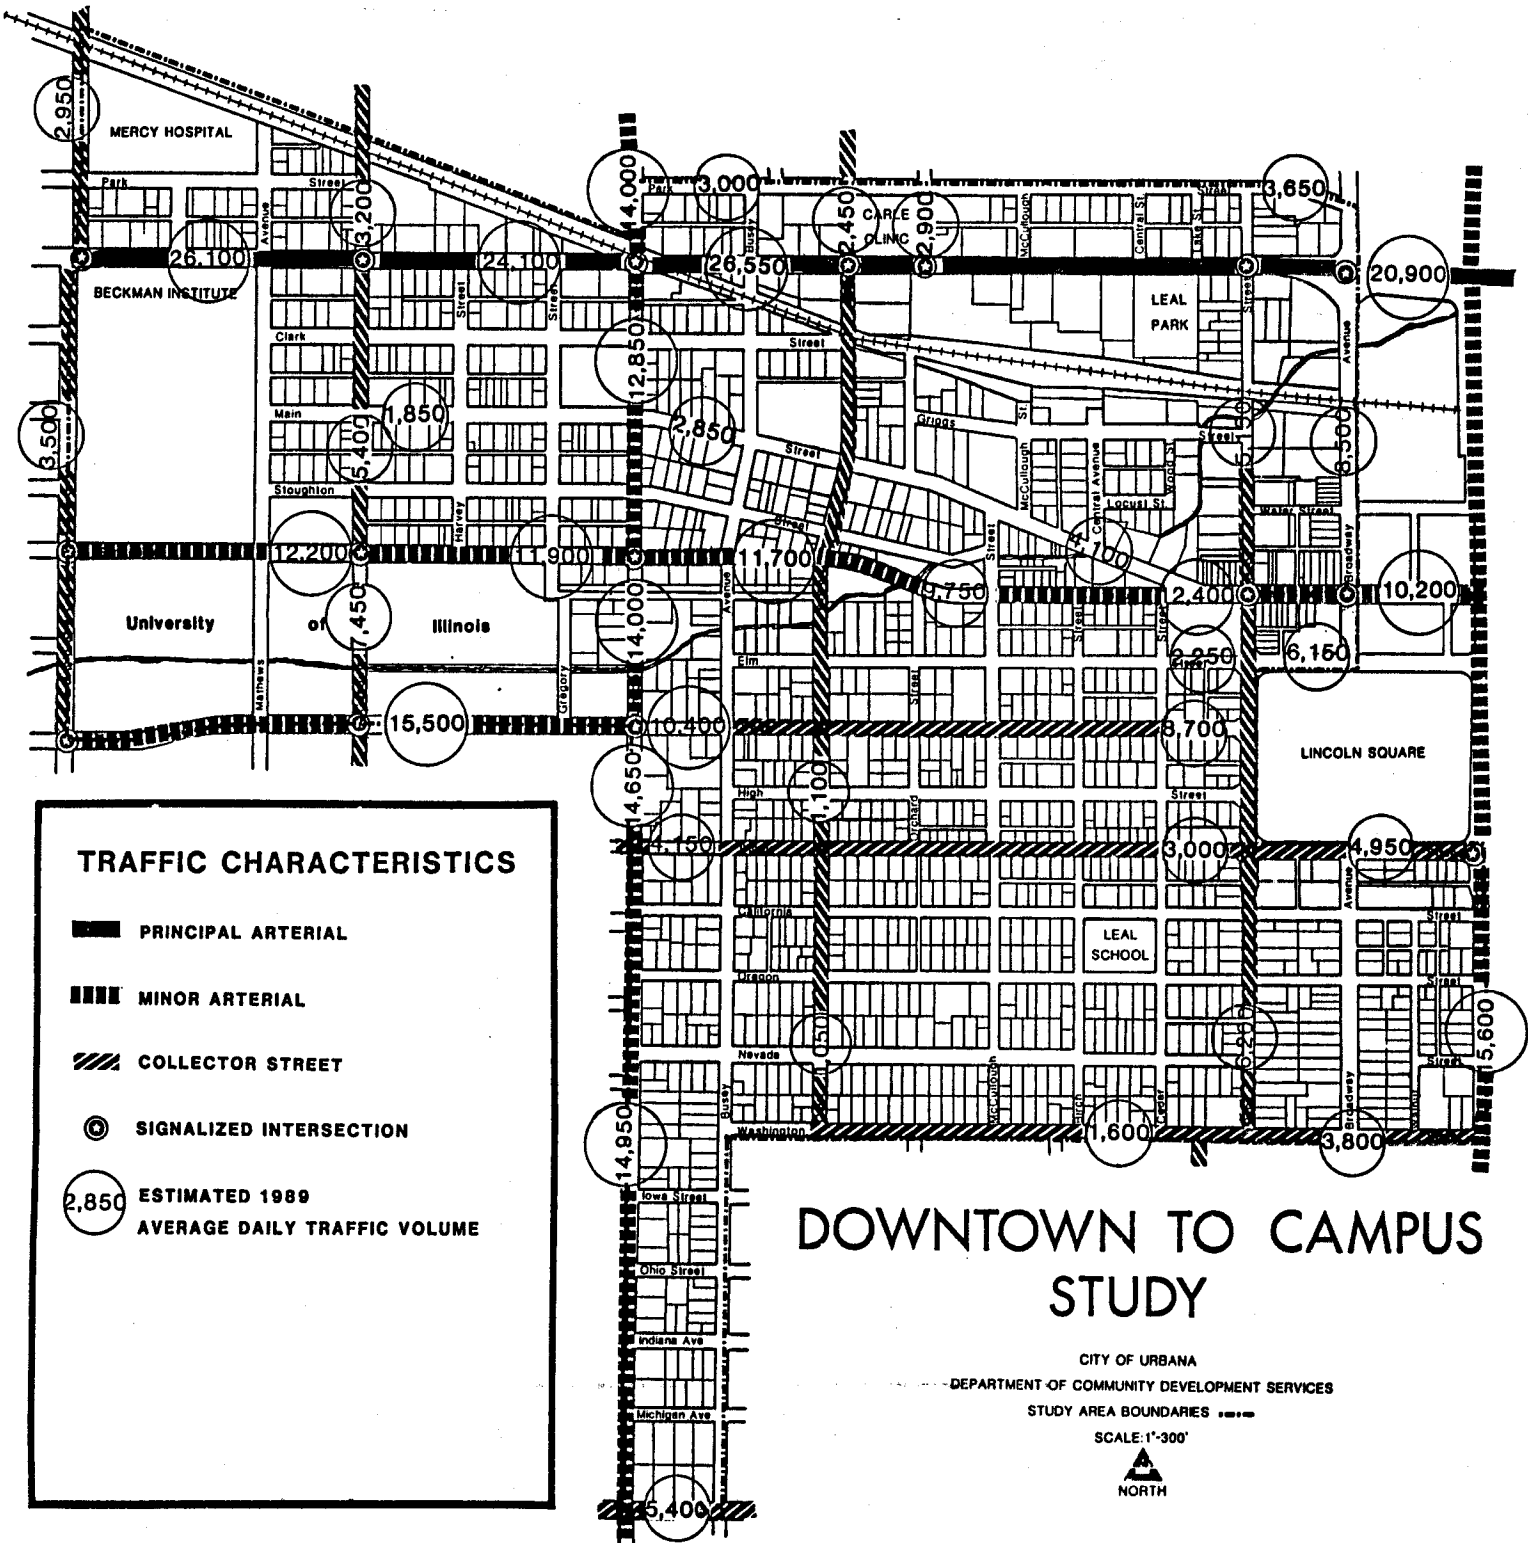 2,950
MERCY HOSPITAL
Park
Street
Avenue
3,200
14,000
Park
3,000
Busey
2,450
CARLE
CLINIC
2,900
McCullough
Central St
Lake St
Street
3,650
26,100
24,100
26,550
20,900
BECKMAN INSTITUTE
Street
Street
LEAL
PARK
Street
Avenue
Clark
12,850
Street
3,500
Main
1,850
5,400
2,850
Street
Griggs
St
Street
8,500
Stoughton
Harvey
Street
McCullough
Central Avenue
Wood St
Locust St
Water Street
Street
4,100
Broadway
12,200
11,900
11,700
9,750
12,400
10,200
University
of
Illinois
7,450
14,000
Avenue
Street
Street
Elm
2,250
6,150
Mathews
Gregory
Street
15,500
10,400
8,700
LINCOLN SQUARE
14,650
High
1,100
Orchard
Street
4,150
3,000
4,950
California
Avenue
Street
LEAL
SCHOOL
Oregon
Street
Nevada
Street
6,260
15,600
Busey
McCullough
Birch
Cedar
Broadway
14,950
Washington
1,600
3,800
Iowa Street
Ohio Street
Indiana Ave
Michigan Ave
5,400
TRAFFIC CHARACTERISTICS
PRINCIPAL ARTERIAL
MINOR ARTERIAL
COLLECTOR STREET
SIGNALIZED INTERSECTION
2,850
ESTIMATED 1989
AVERAGE DAILY TRAFFIC VOLUME
DOWNTOWN TO CAMPUS
STUDY
CITY OF URBANA
DEPARTMENT OF COMMUNITY DEVELOPMENT SERVICES
STUDY AREA BOUNDARIES
SCALE: 1"-300'
NORTH